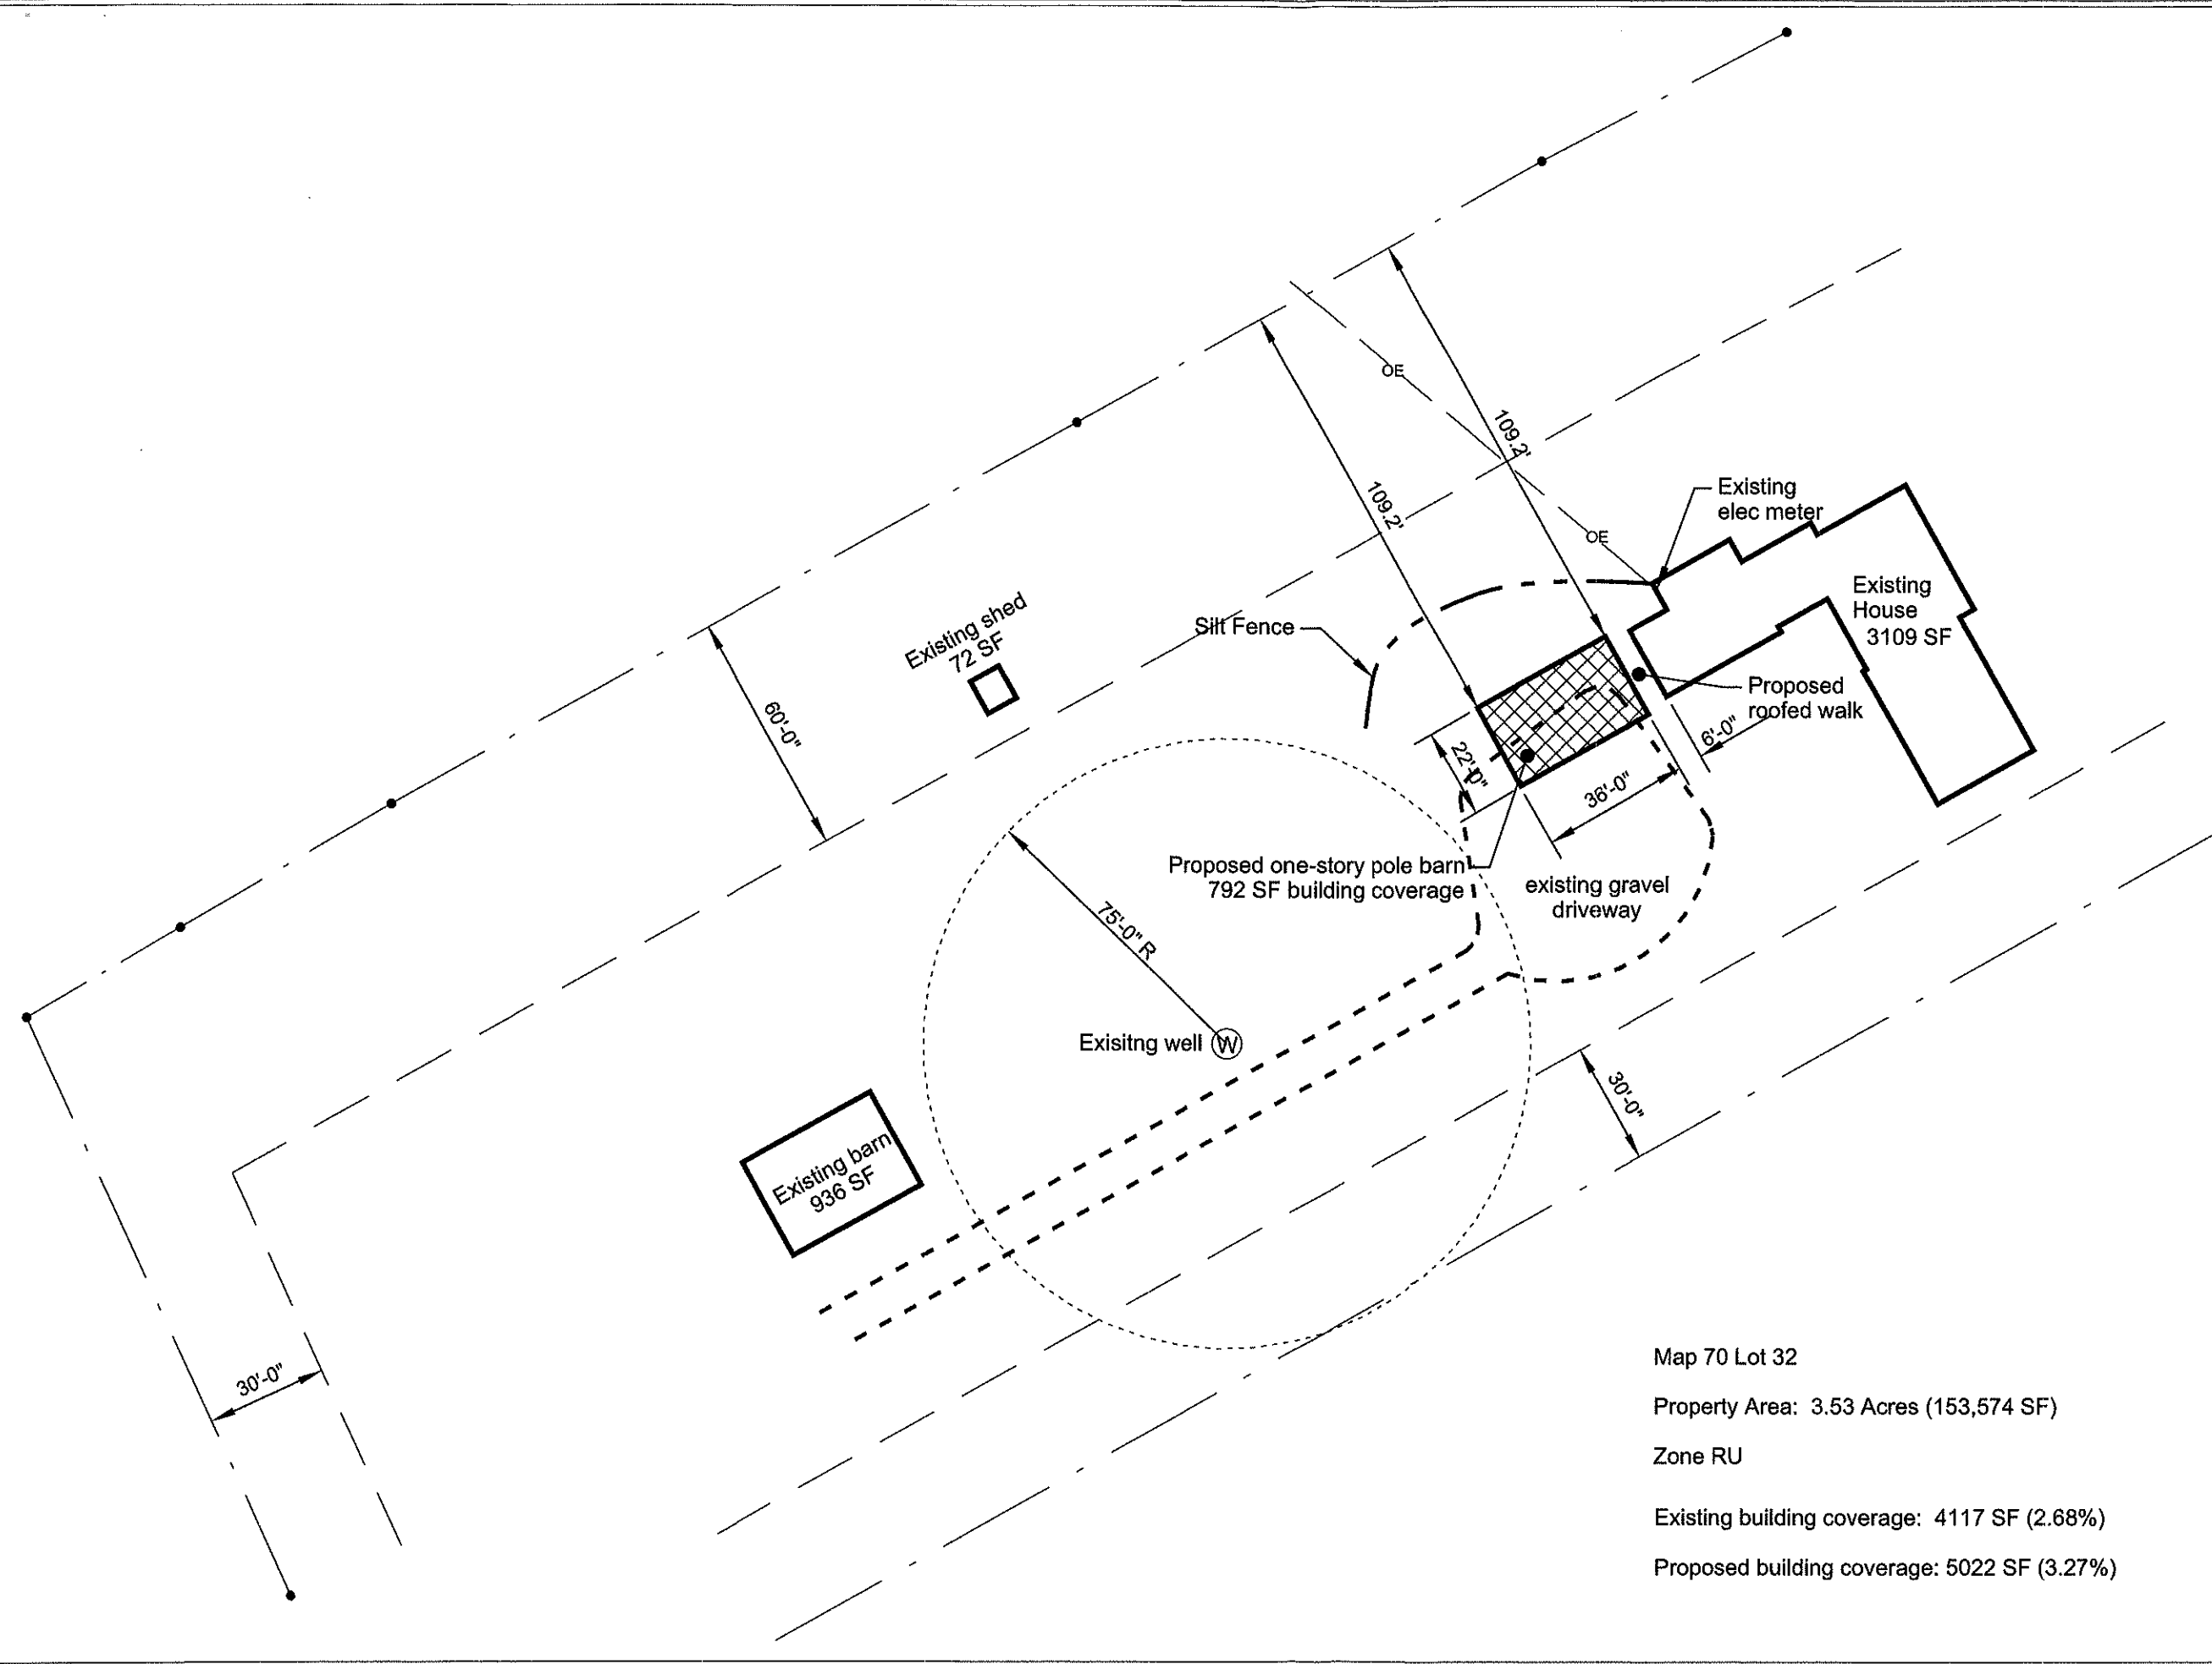 OE
109.2'
109.2'
Existing
elec meter
OE
Existing
House
3109 SF
Existing shed
72 SF
Silt Fence
Proposed
roofed walk
60'-0"
6'-0"
22'-0"
36'-0"
Proposed one-story pole barn
792 SF building coverage
existing gravel
driveway
75'-0" R
Exisitng well
W
30'-0"
Existing barn
936 SF
30'-0"
Map 70 Lot 32
Property Area: 3.53 Acres (153,574 SF)
Zone RU
Existing building coverage: 4117 SF (2.68%)
Proposed building coverage: 5022 SF (3.27%)